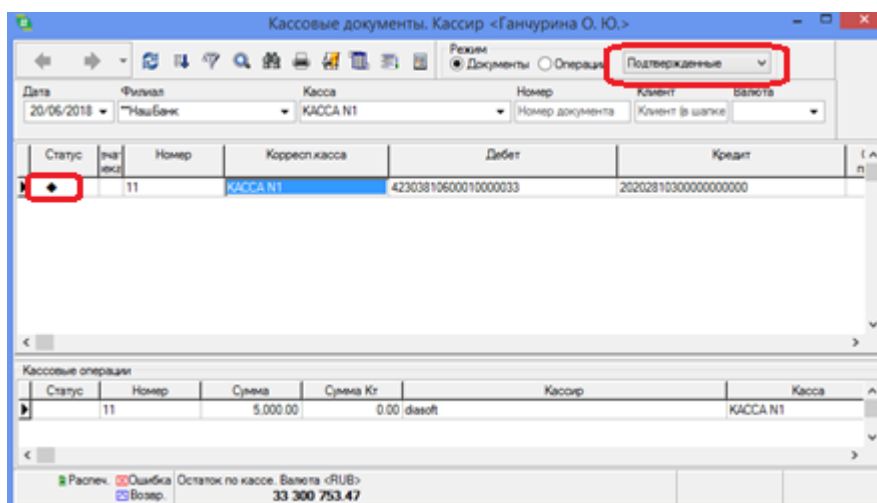 Кассовые документы. Кассир <Ганчурина О. Ю.>
Режим
Документы Операции Подтвержденные
Дата Филиал Касса Номер Клиент Валюта
20/06/2018 ""НашБанк КАССА N1 Номер документа Клиент (в шапке
Статус Номер Корресп.касса Дебет Кредит
11 КАССА N1 42303810600010000033 20202810300000000000
Кассовые операции
Статус Номер Сумма Сумма Кт Кассир Касса
11 5,000.00 0.00 diasoft КАССА N1
Распеч. Ошибка Остаток по кассе. Валюта <RUB>
Возвр. 33 300 753.47